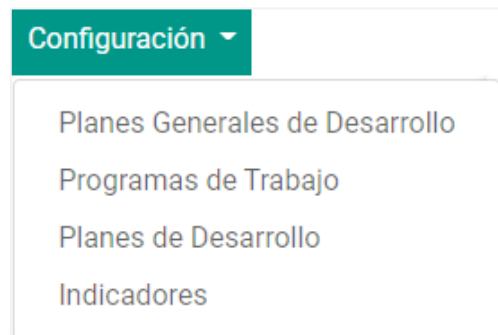 Configuración
Planes Generales de Desarrollo
Programas de Trabajo
Planes de Desarrollo
Indicadores